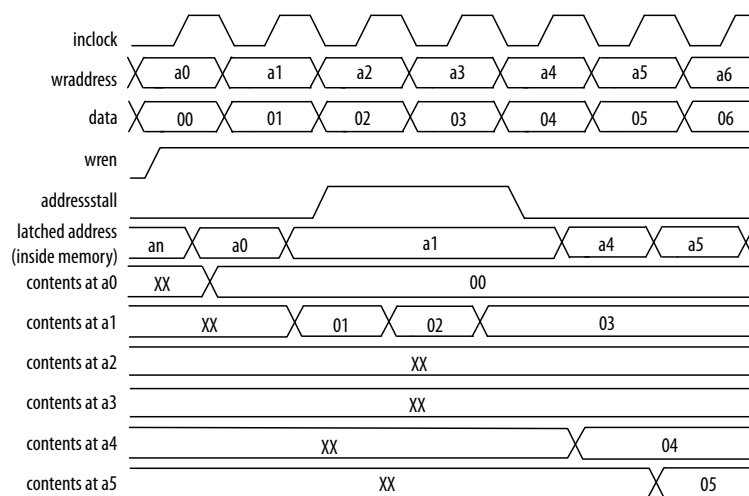 inclock
wraddress a0 a1 a2 a3 a4 a5 a6
data 00 01 02 03 04 05 06
wren
addressstall
latched address
(inside memory) an a0 a1 a4 a5
contents at a0 XX 00
contents at a1 XX 01 02 03
contents at a2 XX
contents at a3 XX
contents at a4 XX 04
contents at a5 XX 05